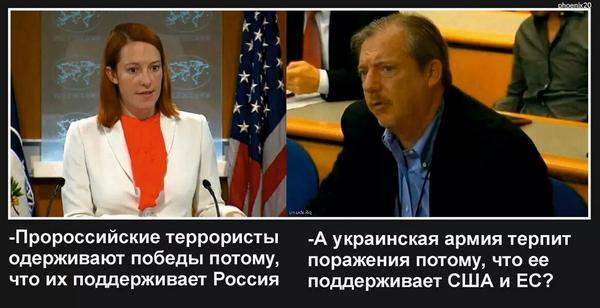 phoenix20
-Пророссийские террористы
одерживают победы потому,
что их поддерживает Россия
-А украинская армия терпит
поражения потому, что ее
поддерживает США и ЕС?